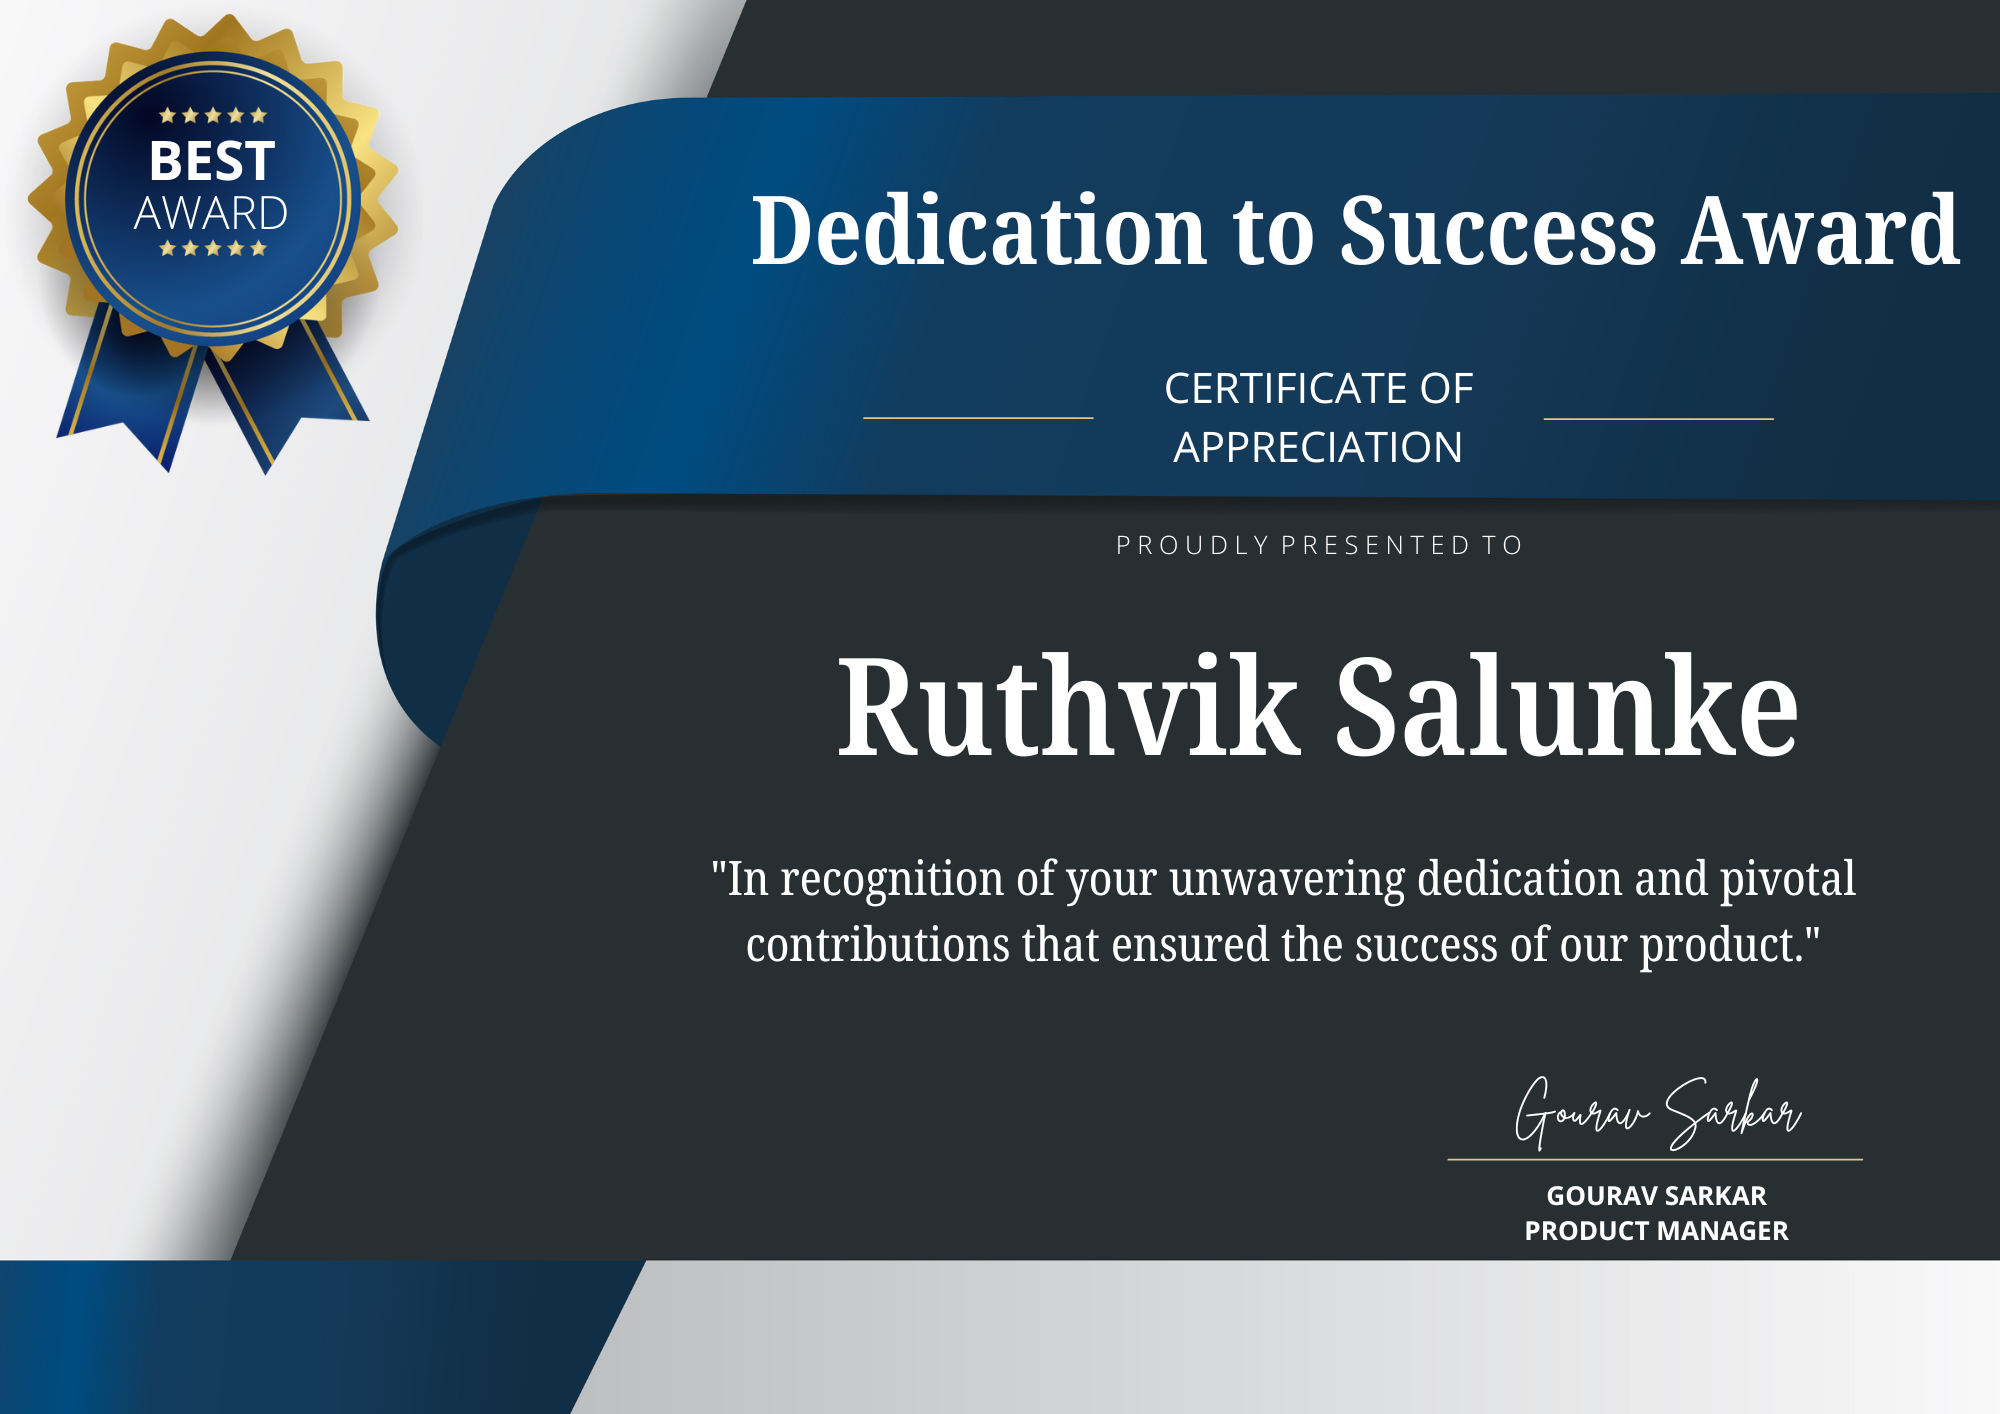 BEST
AWARD
Dedication to Success Award
CERTIFICATE OF
APPRECIATION
PROUDLY PRESENTED TO
Ruthvik Salunke
"In recognition of your unwavering dedication and pivotal
contributions that ensured the success of our product."
Gourav Sarkar
GOURAV SARKAR
PRODUCT MANAGER